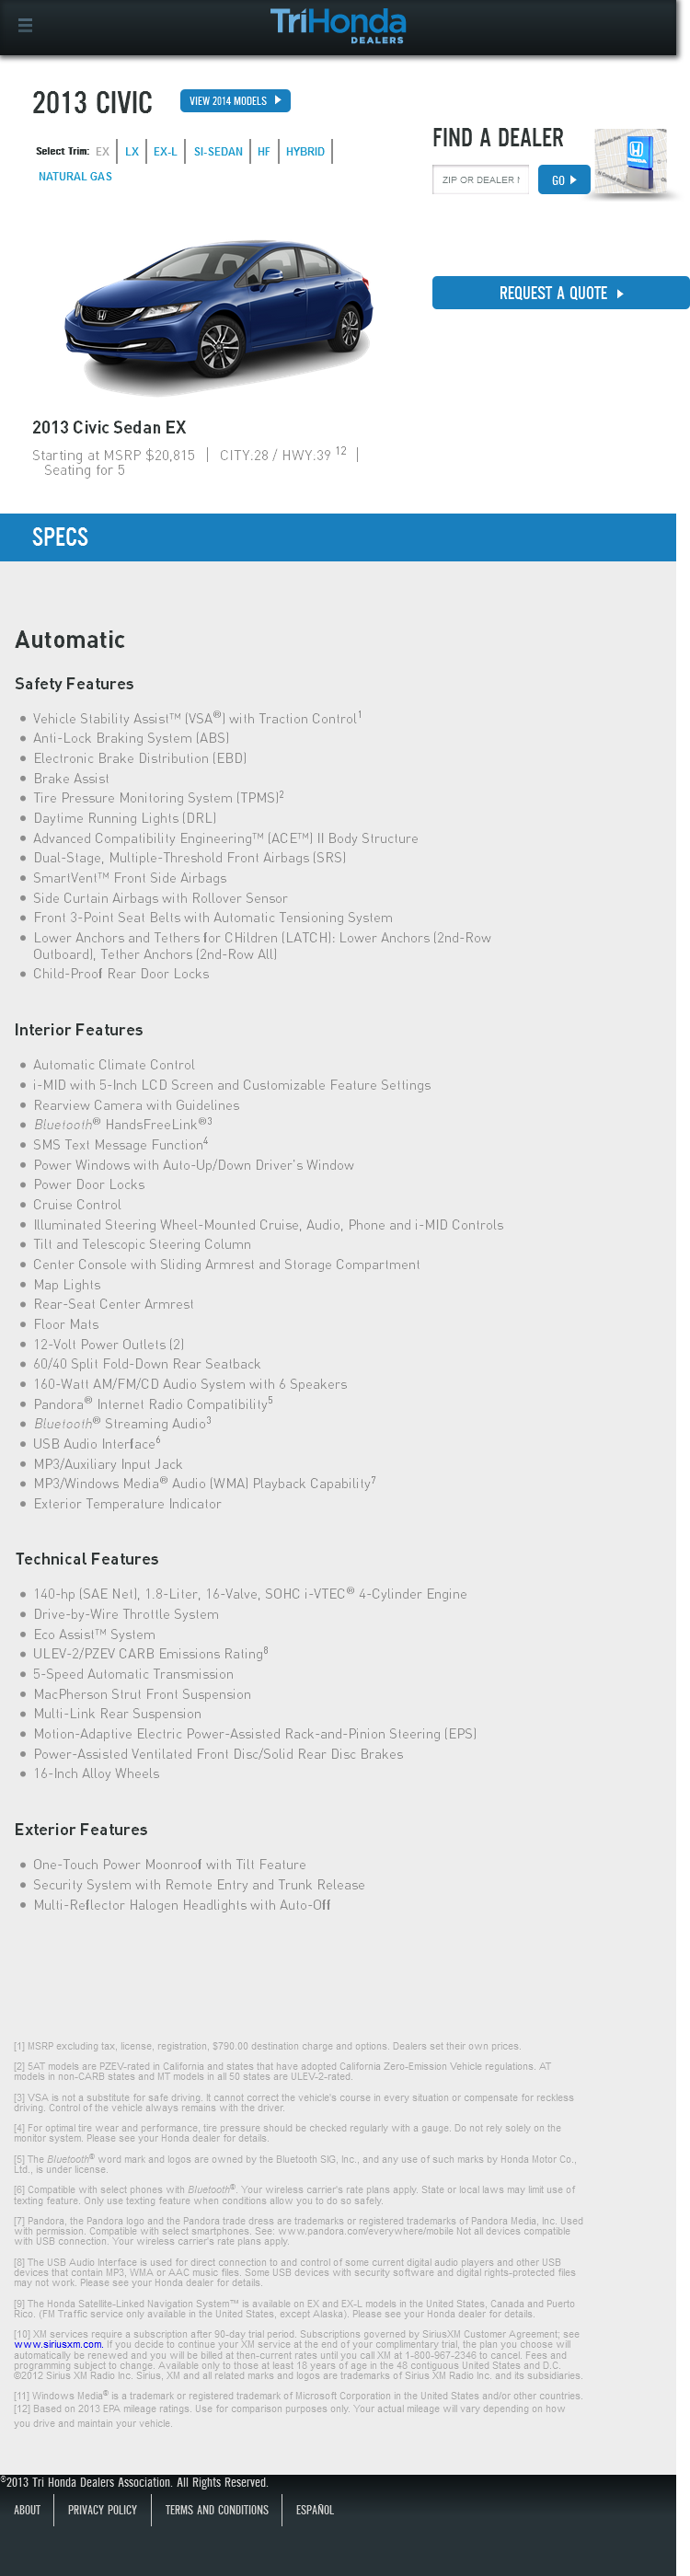 TriHonda
DEALERS
2013 CIVIC
VIEW 2014 MODELS
Select Trim: EX LX EX-L SI-SEDAN HF HYBRID
NATURAL GAS
FIND A DEALER
ZIP OR DEALER
GO
REQUEST A QUOTE
2013 Civic Sedan EX
Starting at MSRP $20,815 | CITY.28 / HWY.39 12 |
Seating for 5
SPECS
Automatic
Safety Features
Vehicle Stability Assist™ (VSA®) with Traction Control1
Anti-Lock Braking System (ABS)
Electronic Brake Distribution (EBD)
Brake Assist
Tire Pressure Monitoring System (TPMS)2
Daytime Running Lights (DRL)
Advanced Compatibility Engineering™ (ACE™) II Body Structure
Dual-Stage, Multiple-Threshold Front Airbags (SRS)
SmartVent™ Front Side Airbags
Side Curtain Airbags with Rollover Sensor
Front 3-Point Seat Belts with Automatic Tensioning System
Lower Anchors and Tethers for CHildren (LATCH): Lower Anchors (2nd-Row
Outboard), Tether Anchors (2nd-Row All)
Child-Proof Rear Door Locks
Interior Features
Automatic Climate Control
i-MID with 5-Inch LCD Screen and Customizable Feature Settings
Rearview Camera with Guidelines
Bluetooth® HandsFreeLink®3
SMS Text Message Function4
Power Windows with Auto-Up/Down Driver's Window
Power Door Locks
Cruise Control
Illuminated Steering Wheel-Mounted Cruise, Audio, Phone and i-MID Controls
Tilt and Telescopic Steering Column
Center Console with Sliding Armrest and Storage Compartment
Map Lights
Rear-Seat Center Armrest
Floor Mats
12-Volt Power Outlets (2)
60/40 Split Fold-Down Rear Seatback
160-Watt AM/FM/CD Audio System with 6 Speakers
Pandora® Internet Radio Compatibility5
Bluetooth® Streaming Audio3
USB Audio Interface6
MP3/Auxiliary Input Jack
MP3/Windows Media® Audio (WMA) Playback Capability7
Exterior Temperature Indicator
Technical Features
140-hp (SAE Net), 1.8-Liter, 16-Valve, SOHC i-VTEC® 4-Cylinder Engine
Drive-by-Wire Throttle System
Eco Assist™ System
ULEV-2/PZEV CARB Emissions Rating8
5-Speed Automatic Transmission
MacPherson Strut Front Suspension
Multi-Link Rear Suspension
Motion-Adaptive Electric Power-Assisted Rack-and-Pinion Steering (EPS)
Power-Assisted Ventilated Front Disc/Solid Rear Disc Brakes
16-Inch Alloy Wheels
Exterior Features
One-Touch Power Moonroof with Tilt Feature
Security System with Remote Entry and Trunk Release
Multi-Reflector Halogen Headlights with Auto-Off
[1] MSRP excluding tax, license, registration, $790.00 destination charge and options. Dealers set their own prices.
[2] 5AT models are PZEV-rated in California and states that have adopted California Zero-Emission Vehicle regulations. AT
models in non-CARB states and MT models in all 50 states are ULEV-2-rated.
[3] VSA is not a substitute for safe driving. It cannot correct the vehicle's course in every situation or compensate for reckless
driving. Control of the vehicle always remains with the driver.
[4] For optimal tire wear and performance, tire pressure should be checked regularly with a gauge. Do not rely solely on the
monitor system. Please see your Honda dealer for details.
[5] The Bluetooth® word mark and logos are owned by the Bluetooth SIG, Inc., and any use of such marks by Honda Motor Co.,
Ltd., is under license.
[6] Compatible with select phones with Bluetooth®. Your wireless carrier's rate plans apply. State or local laws may limit use of
texting feature. Only use texting feature when conditions allow you to do so safely.
[7] Pandora, the Pandora logo and the Pandora trade dress are trademarks or registered trademarks of Pandora Media, Inc. Used
with permission. Compatible with select smartphones. See: www.pandora.com/everywhere/mobile Not all devices compatible
with USB connection. Your wireless carrier's rate plans apply.
[8] The USB Audio Interface is used for direct connection to and control of some current digital audio players and other USB
devices that contain MP3, WMA or AAC music files. Some USB devices with security software and digital rights-protected files
may not work. Please see your Honda dealer for details.
[9] The Honda Satellite-Linked Navigation System™ is available on EX and EX-L models in the United States, Canada and Puerto
Rico. (FM Traffic service only available in the United States, except Alaska). Please see your Honda dealer for details.
[10] XM services require a subscription after 90-day trial period. Subscriptions governed by SiriusXM Customer Agreement; see
www.siriusxm.com. If you decide to continue your XM service at the end of your complimentary trial, the plan you choose will
automatically be renewed and you will be billed at then-current rates until you call XM at 1-800-967-2346 to cancel. Fees and
programming subject to change. Available only to those at least 18 years of age in the 48 contiguous United States and D.C.
©2012 Sirius XM Radio Inc. Sirius, XM and all related marks and logos are trademarks of Sirius XM Radio Inc. and its subsidiaries.
[11] Windows Media® is a trademark or registered trademark of Microsoft Corporation in the United States and/or other countries.
[12] Based on 2013 EPA mileage ratings. Use for comparison purposes only. Your actual mileage will vary depending on how
you drive and maintain your vehicle.
©2013 Tri Honda Dealers Association. All Rights Reserved.
ABOUT PRIVACY POLICY TERMS AND CONDITIONS ESPAÑOL